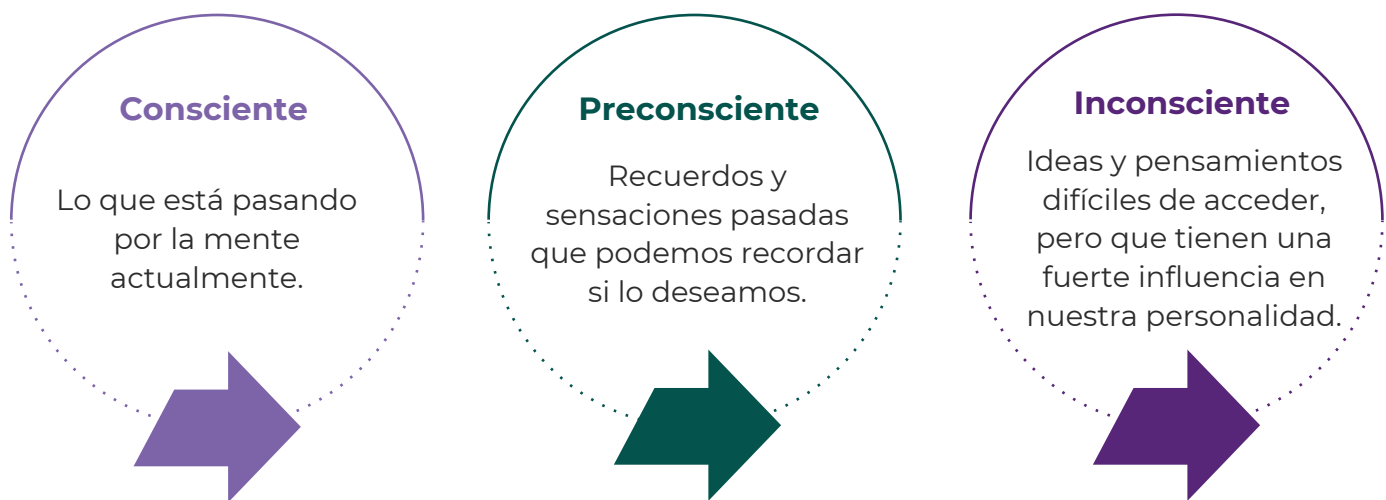 Consciente
Lo que está pasando
por la mente
actualmente.
Preconsciente
Recuerdos y
sensaciones pasadas
que podemos recordar
si lo deseamos.
Inconsciente
Ideas y pensamientos
difíciles de acceder,
pero que tienen una
fuerte influencia en
nuestra personalidad.